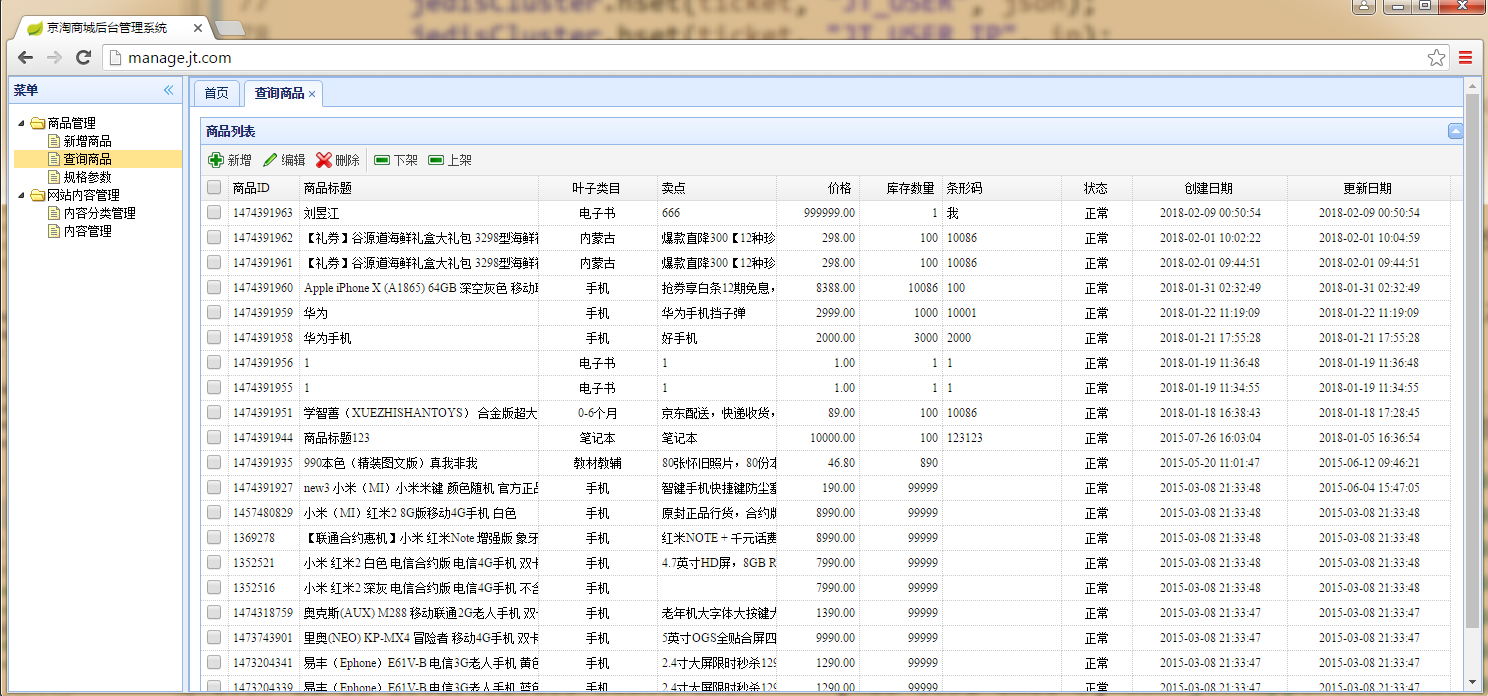 jedisCluster.hset(ticket, "JT_USER", json);
78 jedisCluster.hset(ticket, "JT_USER_IP", ip);
京淘商城后台管理系统
manage.jt.com
菜单
商品管理
新增商品
查询商品
规格参数
网站内容管理
内容分类管理
内容管理
首页 查询商品
商品列表
新增 编辑 删除 下架 上架
商品ID 商品标题 叶子类目 卖点 价格 库存数量 条形码 状态 创建日期 更新日期
1474391963 刘昱江 电子书 666 999999.00 1 我 正常 2018-02-09 00:50:54 2018-02-09 00:50:54
1474391962 【礼券】谷源道海鲜礼盒大礼包 3298型海鲜礼 内蒙古 爆款直降300【12种珍 298.00 100 10086 正常 2018-02-01 10:02:22 2018-02-01 10:04:59
1474391961 【礼券】谷源道海鲜礼盒大礼包 3298型海鲜礼 内蒙古 爆款直降300【12种珍 298.00 100 10086 正常 2018-02-01 09:44:51 2018-02-01 09:44:51
1474391960 Apple iPhone X (A1865) 64GB 深空灰色 移动 手机 抢券享白条12期免息， 8388.00 10086 100 正常 2018-01-31 02:32:49 2018-01-31 02:32:49
1474391959 华为 手机 华为手机挡子弹 2999.00 1000 10001 正常 2018-01-22 11:19:09 2018-01-22 11:19:09
1474391958 华为手机 手机 好手机 2000.00 3000 2000 正常 2018-01-21 17:55:28 2018-01-21 17:55:28
1474391956 1 电子书 1 1.00 1 1 正常 2018-01-19 11:36:48 2018-01-19 11:36:48
1474391955 1 电子书 1 1.00 1 1 正常 2018-01-19 11:34:55 2018-01-19 11:34:55
1474391951 学智善（XUEZHISHANTOYS） 合金版超大 0-6个月 京东配送，快递收货， 89.00 100 10086 正常 2018-01-18 16:38:43 2018-01-18 17:28:45
1474391944 商品标题123 笔记本 笔记本 10000.00 100 123123 正常 2015-07-26 16:03:04 2018-01-05 16:36:54
1474391935 990本色（精装图文版）真我非我 教材教辅 80张怀旧照片，80份本 46.80 890 正常 2015-05-20 11:01:47 2015-06-12 09:46:21
1474391927 new3 小米（MI）小米米键 颜色随机 官方正品 手机 智键手机快捷键防尘塞 190.00 99999 正常 2015-03-08 21:33:48 2015-06-04 15:47:05
1457480829 小米（MI）红米2 8G版移动4G手机 白色 手机 原封正品行货，合约版 8990.00 99999 正常 2015-03-08 21:33:48 2015-03-08 21:33:48
1369278 【联通合约惠机】小米 红米Note 增强版 象牙 手机 红米NOTE + 千元话费 8990.00 99999 正常 2015-03-08 21:33:48 2015-03-08 21:33:48
1352521 小米 红米2 白色 电信合约版 电信4G手机 双卡 手机 4.7英寸HD屏，8GB R 7990.00 99999 正常 2015-03-08 21:33:48 2015-03-08 21:33:48
1352516 小米 红米2 深灰 电信合约版 电信4G手机 不含 手机 7990.00 99999 正常 2015-03-08 21:33:48 2015-03-08 21:33:48
1474318759 奥克斯(AUX) M288 移动联通2G老人手机 双 手机 老年机大字体大按键大 1390.00 99999 正常 2015-03-08 21:33:47 2015-03-08 21:33:47
1473743901 里奥(NEO) KP-MX4 冒险者 移动4G手机 双卡 手机 5英寸OGS全贴合屏四 9990.00 99999 正常 2015-03-08 21:33:47 2015-03-08 21:33:47
1473204341 易丰（Ephone）E61V-B 电信3G老人手机 黄色 手机 2.4寸大屏限时秒杀129 1290.00 99999 正常 2015-03-08 21:33:47 2015-03-08 21:33:47
1473204339 易丰（Ephone）E61V-B 电信3G老人手机 蓝色 手机 2.4寸大屏限时秒杀129 1290.00 99999 正常 2015-03-08 21:33:47 2015-03-08 21:33:47